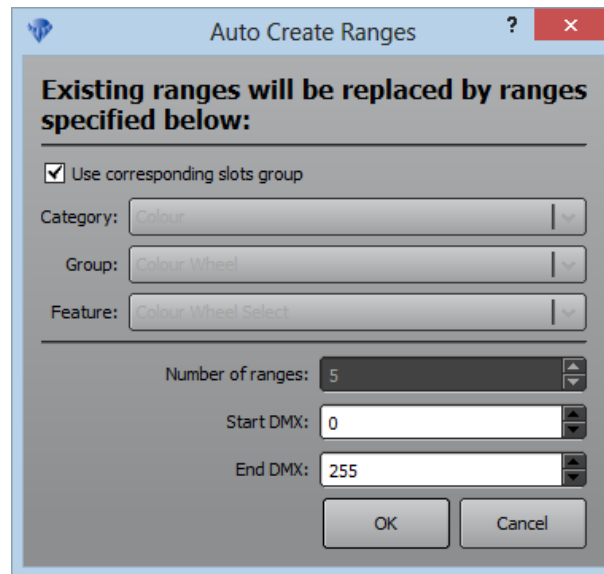 Auto Create Ranges
?
Existing ranges will be replaced by ranges
specified below:
Use corresponding slots group
Category: Colour
Group: Colour Wheel
Feature: Colour Wheel Select
Number of ranges: 5
Start DMX: 0
End DMX: 255
OK Cancel